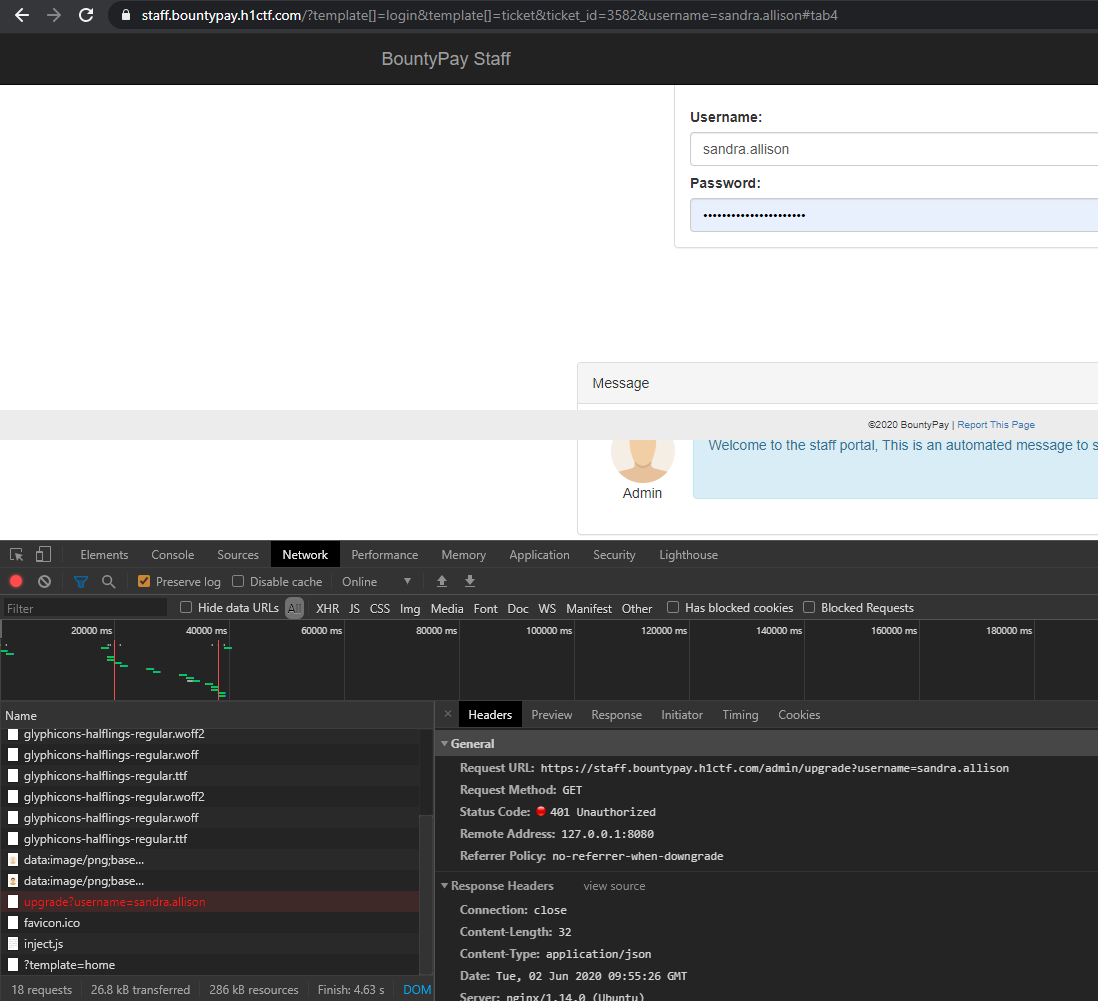 staff.bountypay.h1ctf.com/?template[]=login&template[]=ticket&ticket_id=3582&username=sandra.allison#tab4
BountyPay Staff
Username:
sandra.allison
Password:
••••••••••••••••••••••
Message
©2020 BountyPay | Report This Page
Welcome to the staff portal, This is an automated message to s
Admin
Elements Console Sources Network Performance Memory Application Security Lighthouse
Preserve log Disable cache Online
Filter Hide data URLs All XHR JS CSS Img Media Font Doc WS Manifest Other Has blocked cookies Blocked Requests
20000 ms 40000 ms 60000 ms 80000 ms 100000 ms 120000 ms 140000 ms 160000 ms 180000 ms
Name
glyphicons-halflings-regular.woff2
glyphicons-halflings-regular.woff
glyphicons-halflings-regular.ttf
glyphicons-halflings-regular.woff2
glyphicons-halflings-regular.woff
glyphicons-halflings-regular.ttf
data:image/png;base...
data:image/png;base...
upgrade?username=sandra.allison
favicon.ico
inject.js
?template=home
18 requests 26.8 kB transferred 286 kB resources Finish: 4.63 s DOM
× Headers Preview Response Initiator Timing Cookies
General
Request URL: https://staff.bountypay.h1ctf.com/admin/upgrade?username=sandra.allison
Request Method: GET
Status Code: 401 Unauthorized
Remote Address: 127.0.0.1:8080
Referrer Policy: no-referrer-when-downgrade
Response Headers view source
Connection: close
Content-Length: 32
Content-Type: application/json
Date: Tue, 02 Jun 2020 09:55:26 GMT
Server: nginx/1.14.0 (Ubuntu)